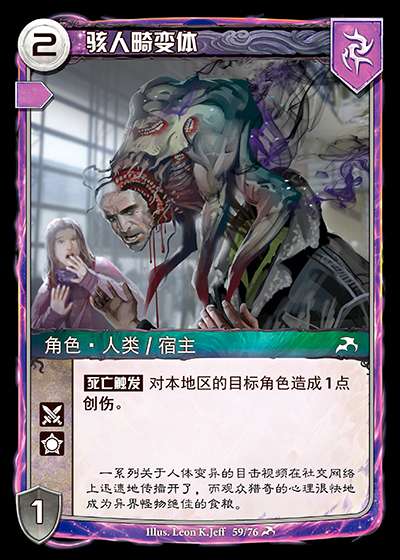 2
骇人畸变体
角色·人类 / 宿主
死亡触发 对本地区的目标角色造成1点
创伤。
一系列关于人体变异的目击视频在社交网络
上迅速地传播开了，而观众猎奇的心理很快地
成为异界怪物绝佳的食粮。
1
Illus. Leon K.Jeff 59/76